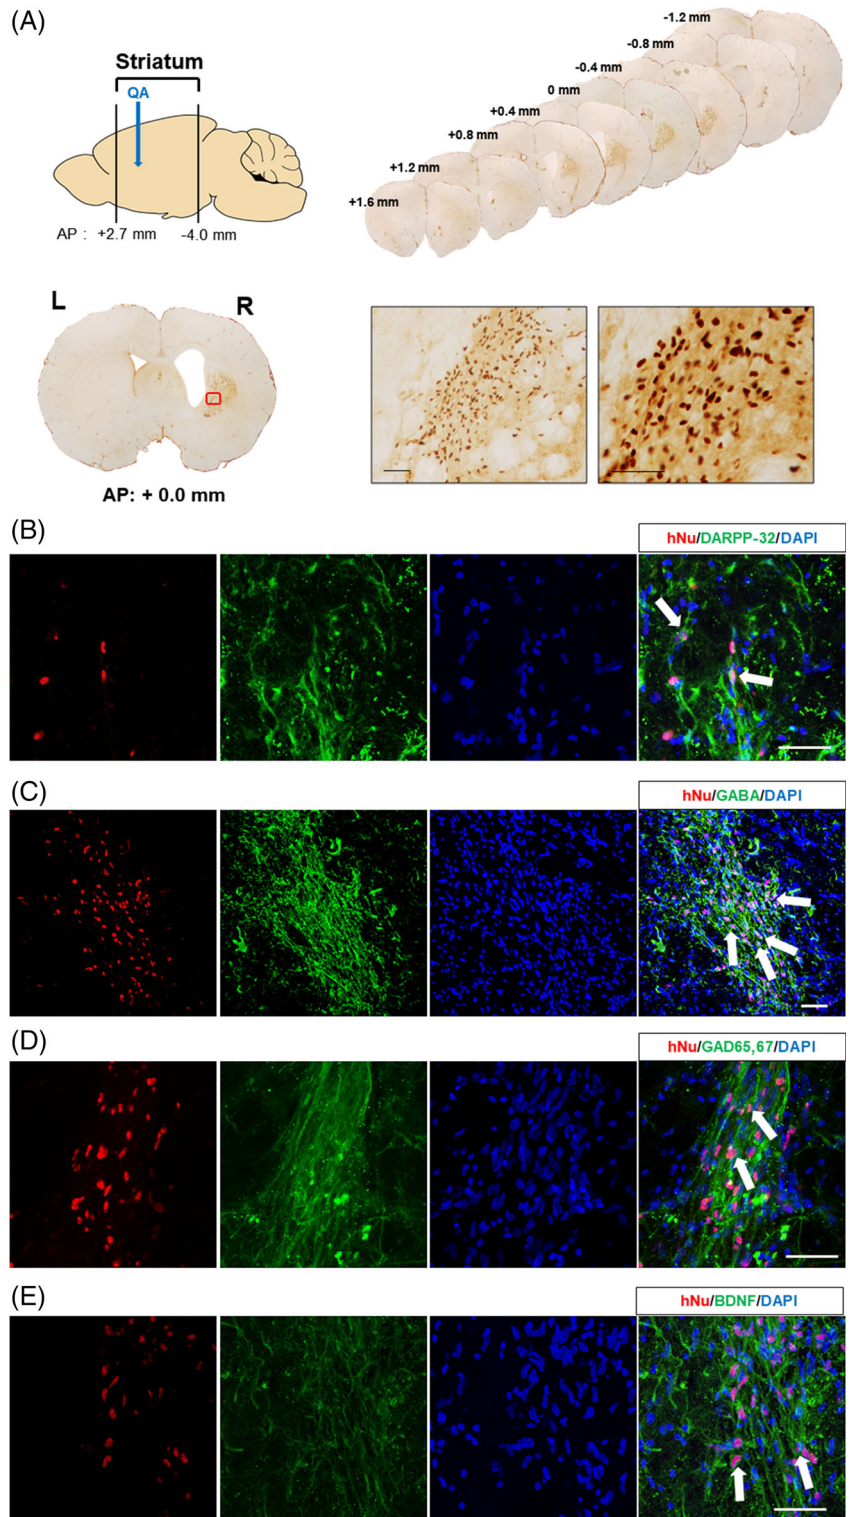 (A)
Striatum
QA
AP : +2.7 mm -4.0 mm
-1.2 mm
-0.8 mm
-0.4 mm
0 mm
+0.4 mm
+0.8 mm
+1.2 mm
+1.6 mm
L R
AP: + 0.0 mm
(B)
hNu/DARPP-32/DAPI
(C)
hNu/GABA/DAPI
(D)
hNu/GAD65,67/DAPI
(E)
hNu/BDNF/DAPI